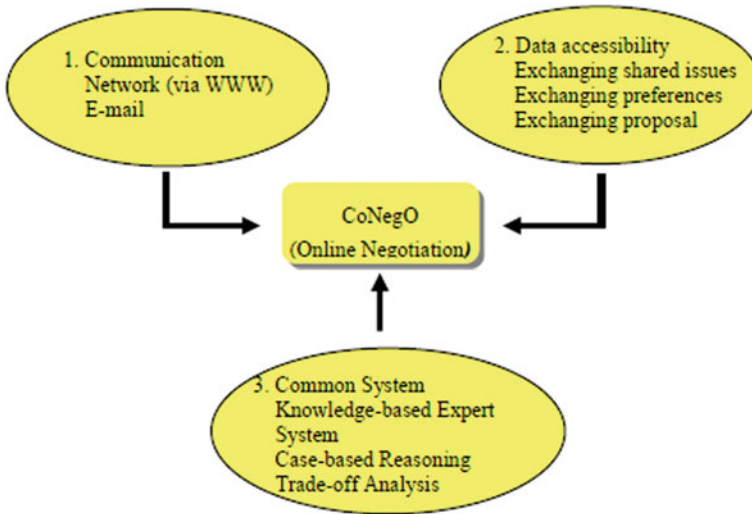 1. Communication
Network (via WWW)
E-mail
2. Data accessibility
Exchanging shared issues
Exchanging preferences
Exchanging proposal
CoNegO
(Online Negotiation)
3. Common System
Knowledge-based Expert
System
Case-based Reasoning
Trade-off Analysis